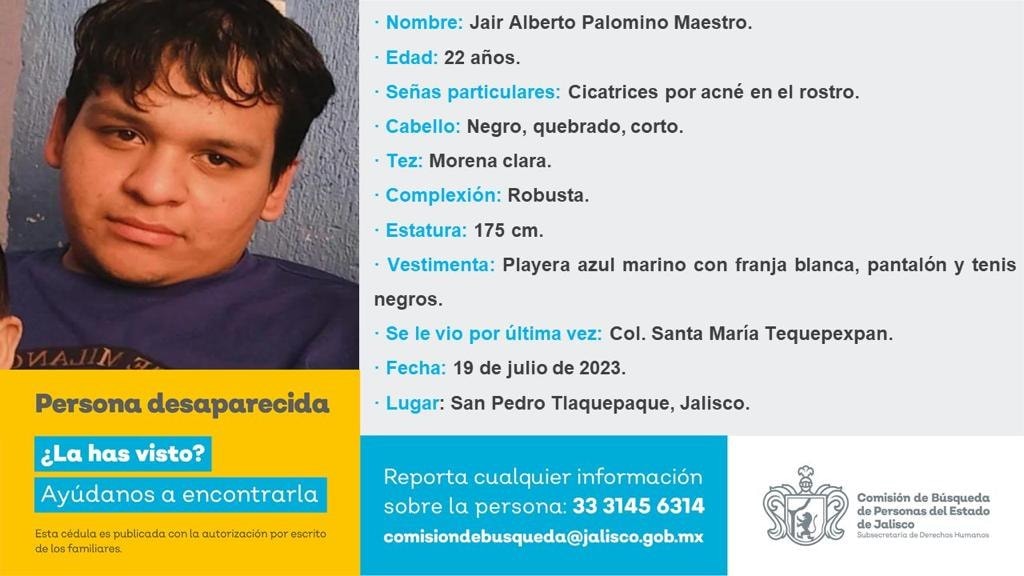 · Nombre: Jair Alberto Palomino Maestro.
· Edad: 22 años.
· Señas particulares: Cicatrices por acné en el rostro.
· Cabello: Negro, quebrado, corto.
· Tez: Morena clara.
· Complexión: Robusta.
· Estatura: 175 cm.
· Vestimenta: Playera azul marino con franja blanca, pantalón y tenis
negros.
· Se le vio por última vez: Col. Santa María Tequepexpan.
· Fecha: 19 de julio de 2023.
· Lugar: San Pedro Tlaquepaque, Jalisco.
Persona desaparecida
¿La has visto?
Ayúdanos a encontrarla
Esta cédula es publicada con la autorización por escrito
de los familiares.
Reporta cualquier información
sobre la persona: 33 3145 6314
comisiondebusqueda@jalisco.gob.mx
Comisión de Búsqueda
de Personas del Estado
de Jalisco
Subsecretaría de Derechos Humanos